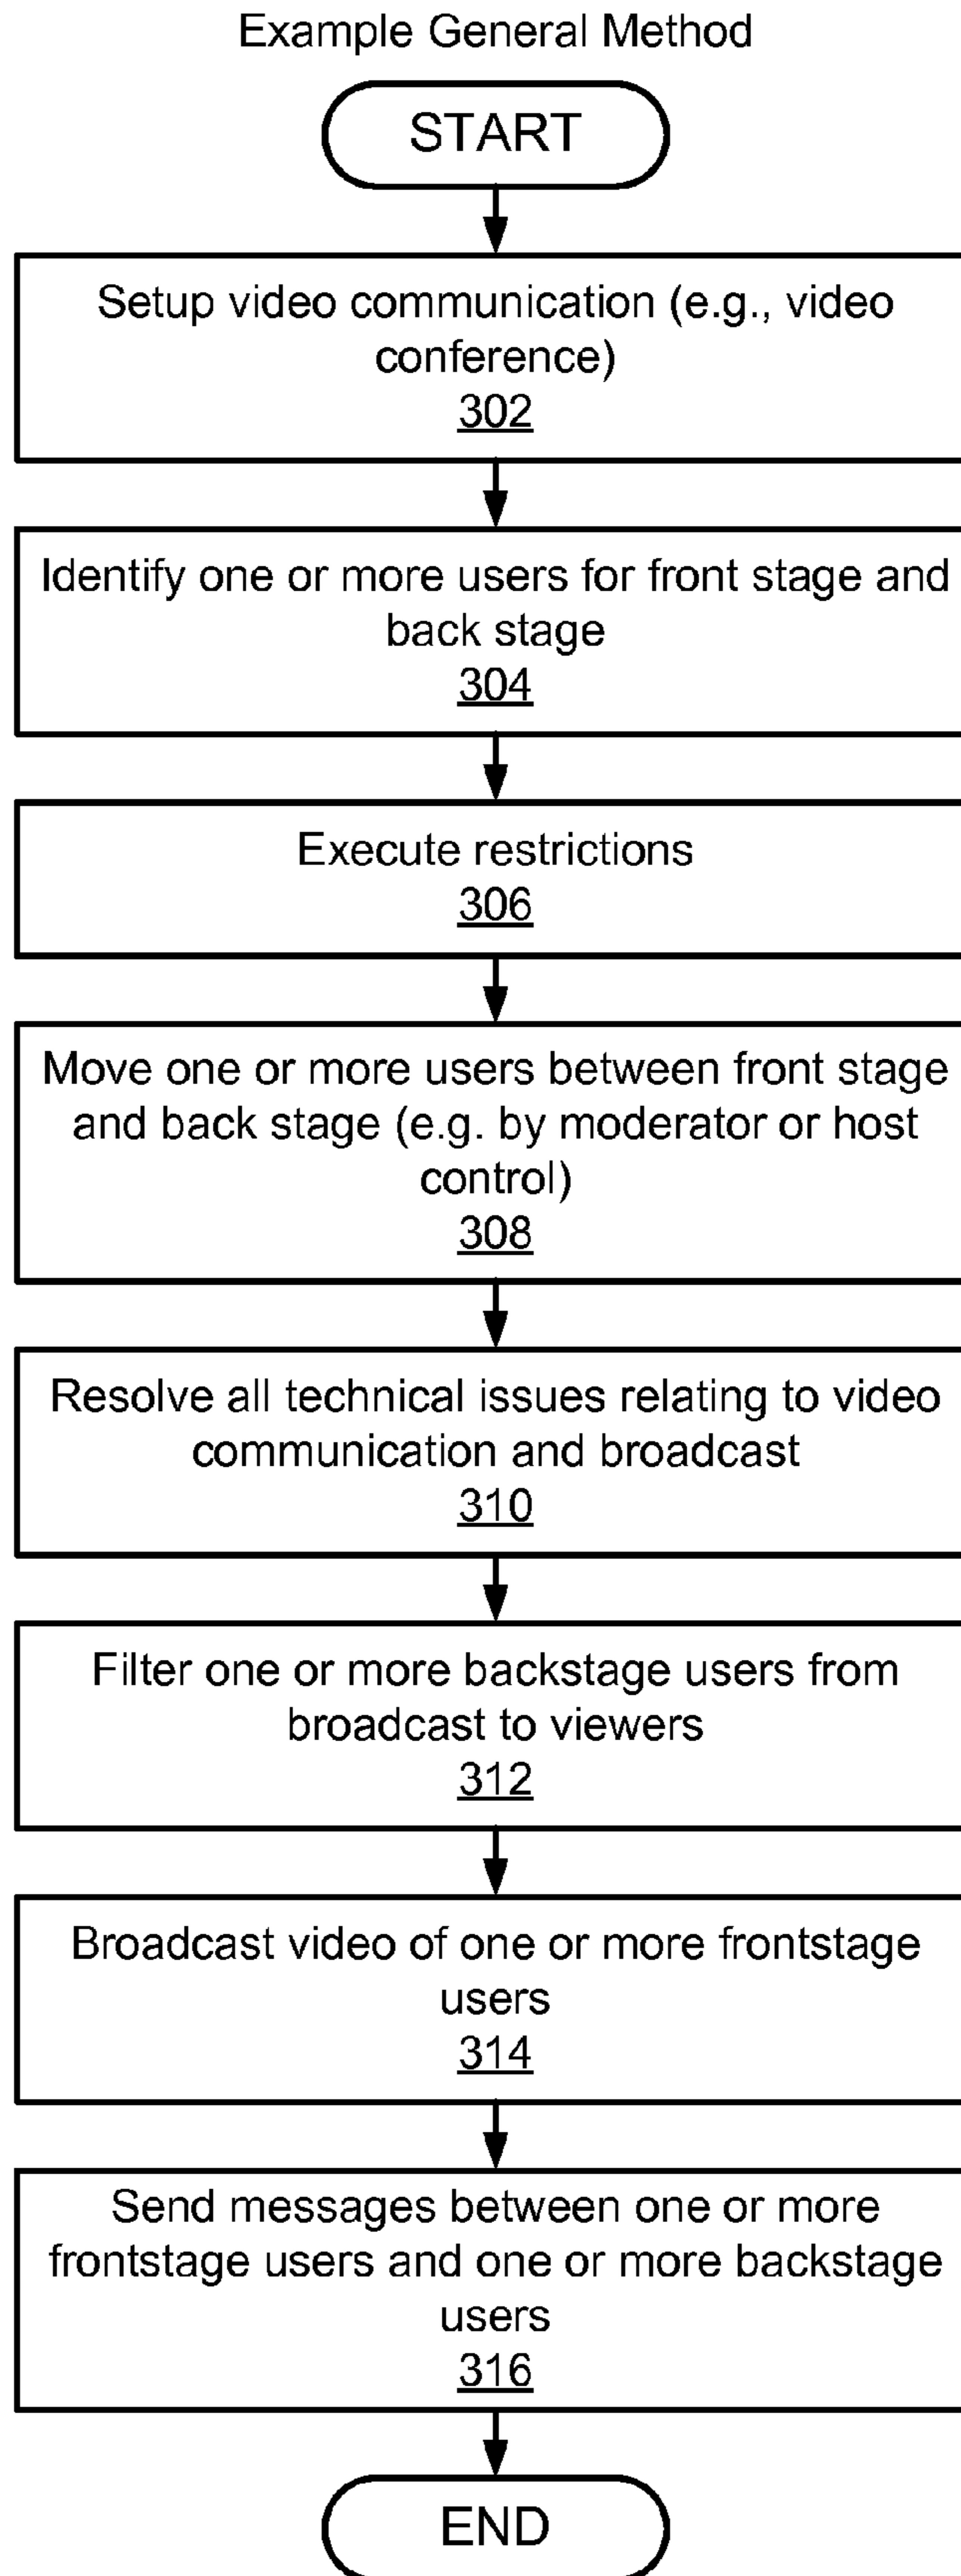 Example General Method
START
Setup video communication (e.g., video
conference)
302
Identify one or more users for front stage and
back stage
304
Execute restrictions
306
Move one or more users between front stage
and back stage (e.g. by moderator or host
control)
308
Resolve all technical issues relating to video
communication and broadcast
310
Filter one or more backstage users from
broadcast to viewers
312
Broadcast video of one or more frontstage
users
314
Send messages between one or more
frontstage users and one or more backstage
users
316
END